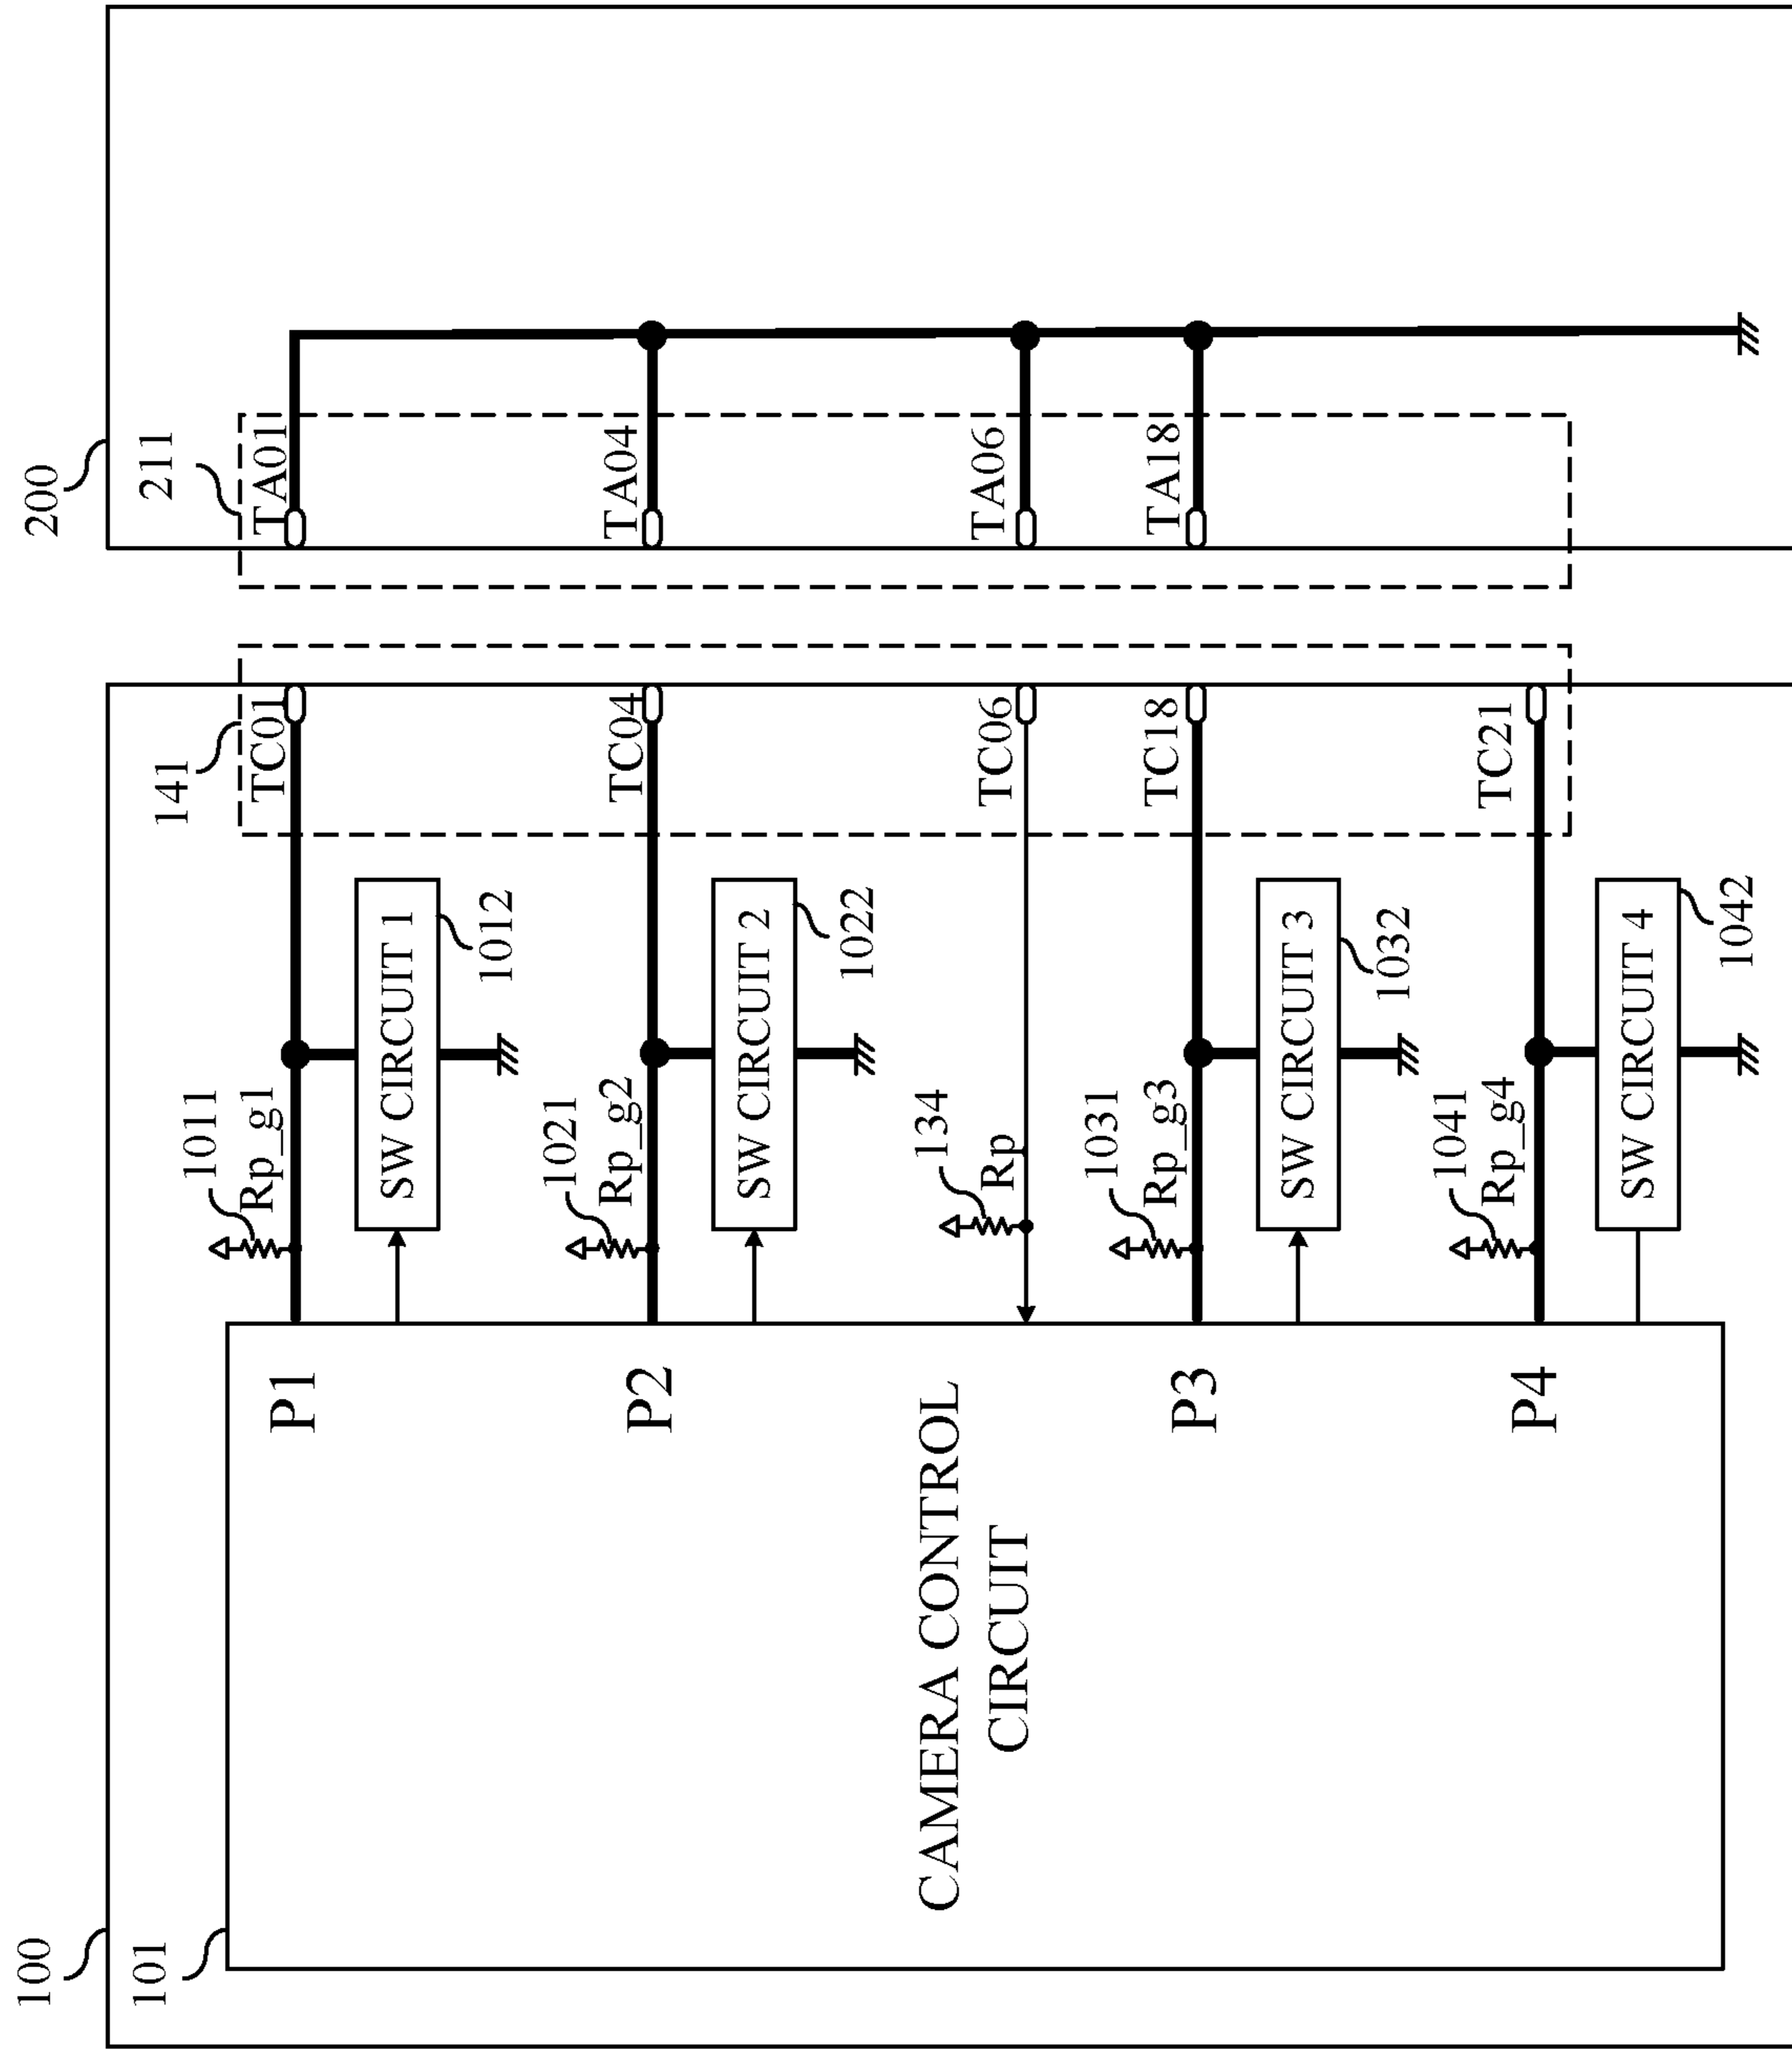 100
101
CAMERA CONTROL
CIRCUIT
P1
P2
P3
P4
1011
Rp_g1
SW CIRCUIT 1
1012
1021
Rp_g2
SW CIRCUIT 2
1022
134
Rp
1031
Rp_g3
SW CIRCUIT 3
1032
1041
Rp_g4
SW CIRCUIT 4
1042
141
TC01
TC04
TC06
TC18
TC21
200
211
TA01
TA04
TA06
TA18